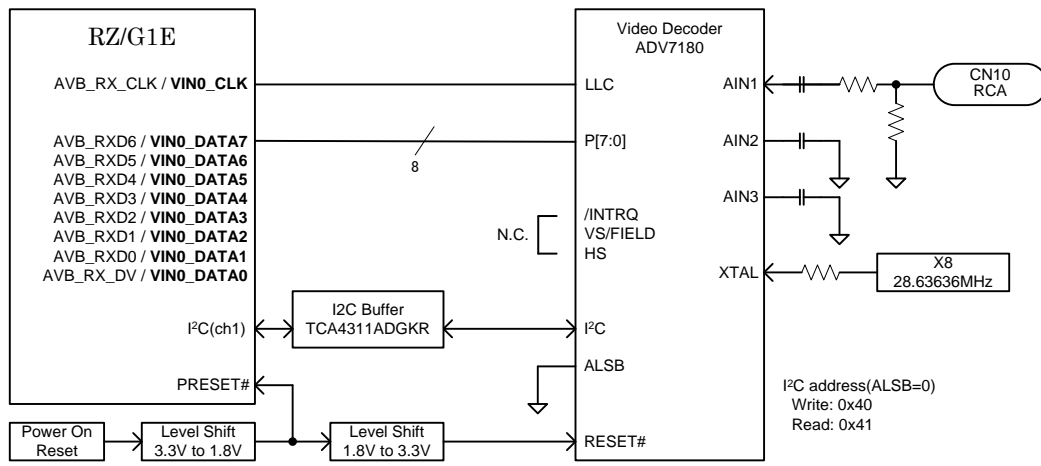 RZ/G1E
AVB_RX_CLK / VIN0_CLK
AVB_RXD6 / VIN0_DATA7
AVB_RXD5 / VIN0_DATA6
AVB_RXD4 / VIN0_DATA5
AVB_RXD3 / VIN0_DATA4
AVB_RXD2 / VIN0_DATA3
AVB_RXD1 / VIN0_DATA2
AVB_RXD0 / VIN0_DATA1
AVB_RX_DV / VIN0_DATA0
I²C(ch1)
PRESET#
8
N.C.
I2C Buffer
TCA4311ADGKR
Power On
Reset
Level Shift
3.3V to 1.8V
Level Shift
1.8V to 3.3V
Video Decoder
ADV7180
LLC
P[7:0]
/INTRQ
VS/FIELD
HS
I²C
ALSB
RESET#
AIN1
AIN2
AIN3
XTAL
CN10
RCA
X8
28.63636MHz
I²C address(ALSB=0)
Write: 0x40
Read: 0x41